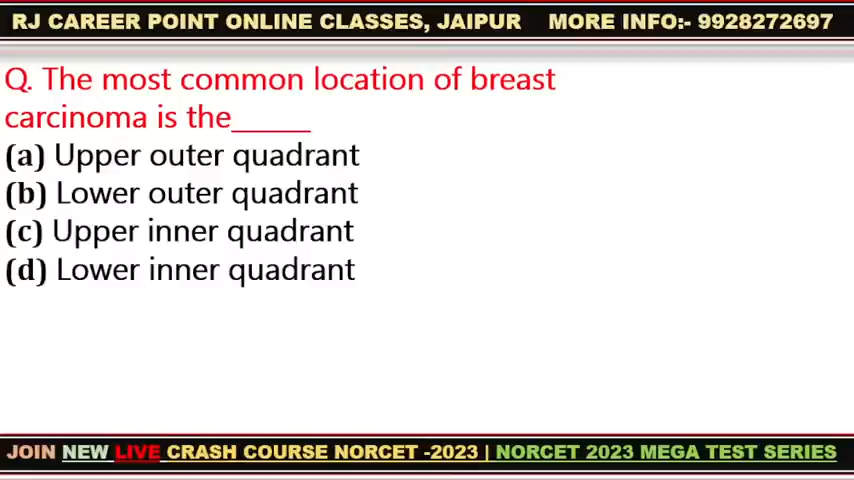 RJ CAREER POINT ONLINE CLASSES, JAIPUR MORE INFO:- 9928272697
Q. The most common location of breast
carcinoma is the_____
(a) Upper outer quadrant
(b) Lower outer quadrant
(c) Upper inner quadrant
(d) Lower inner quadrant
JOIN NEW LIVE CRASH COURSE NORCET -2023 | NORCET 2023 MEGA TEST SERIES